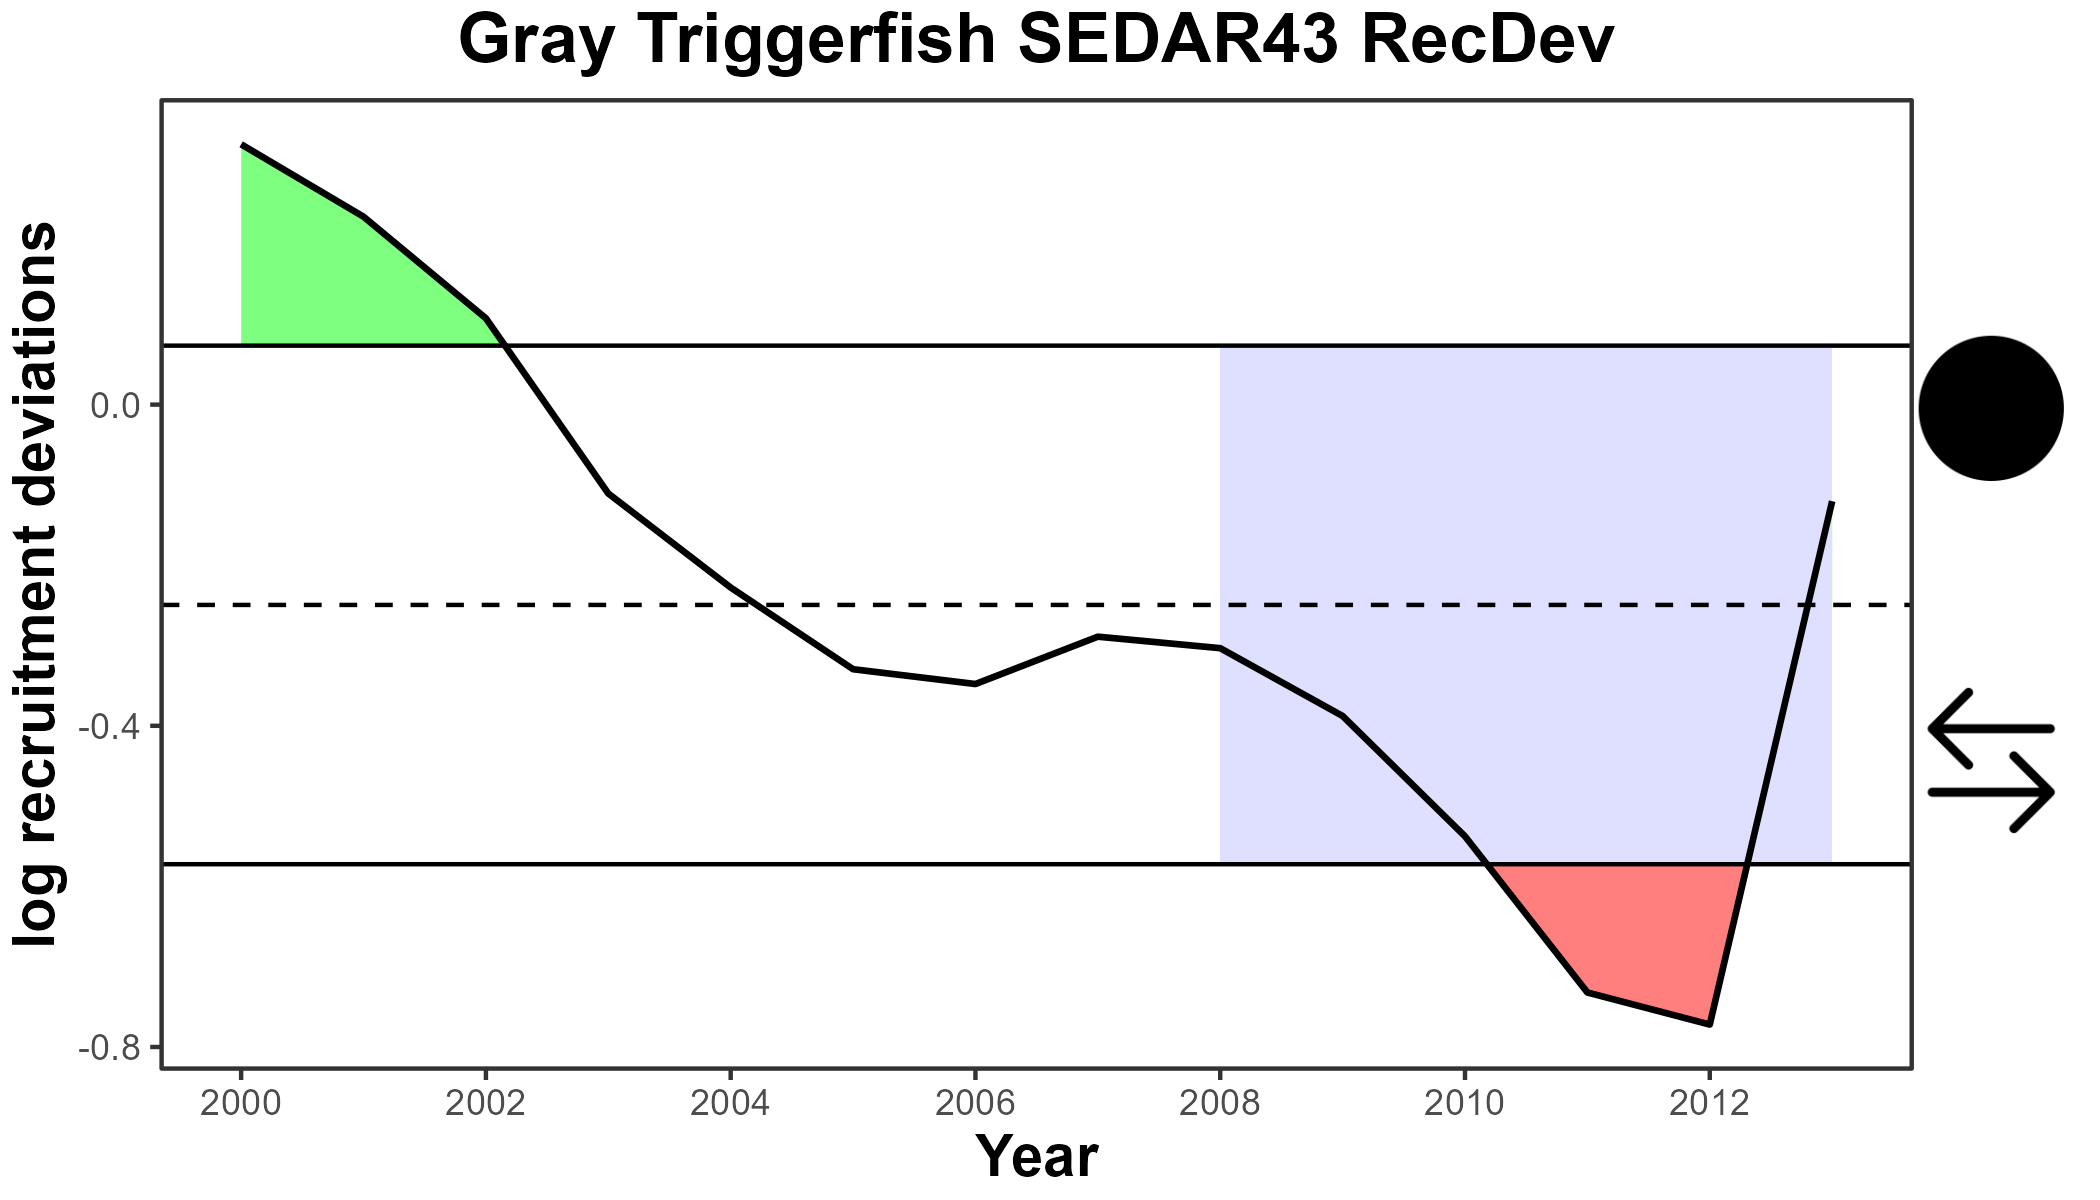 Gray Triggerfish SEDAR43 RecDev
log recruitment deviations
0.0
-0.4
-0.8
2000 2002 2004 2006 2008 2010 2012
Year